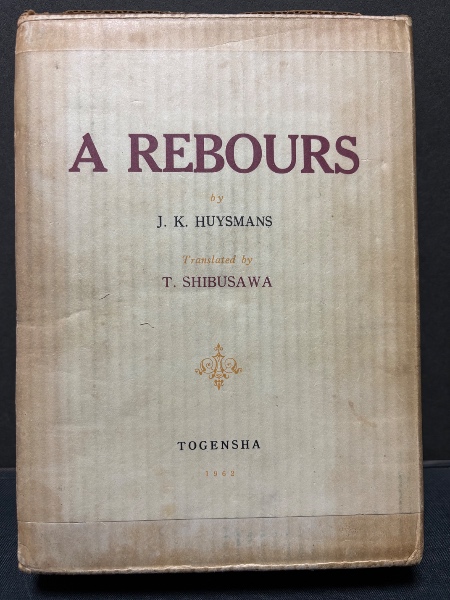 A REBOURS
by
J. K. HUYSMANS
Translated by
T. SHIBUSAWA
TOGENSHA
1962